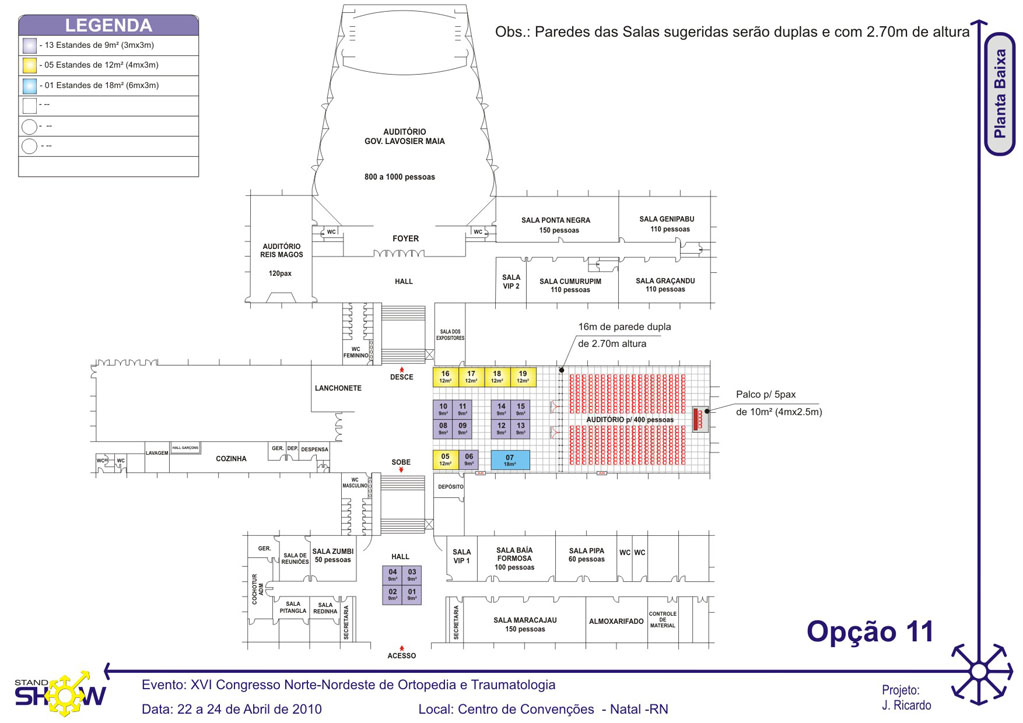 LEGENDA
- 13 Estandes de 9m² (3mx3m)
- 05 Estandes de 12m² (4mx3m)
- 01 Estandes de 18m² (6mx3m)
- ---
- ---
- ---
Obs.: Paredes das Salas sugeridas serão duplas e com 2.70m de altura
Planta Baixa
AUDITÓRIO
GOV. LAVOSIER MAIA
800 a 1000 pessoas
WC
WC
FOYER
AUDITÓRIO
REIS MAGOS
120pax
HALL
SALA PONTA NEGRA
150 pessoas
SALA GENIPABU
110 pessoas
SALA
VIP 2
SALA CUMURUPIM
110 pessoas
SALA GRAÇANDU
110 pessoas
WC
FEMININO
SALA DOS
EXPOSITORES
DESCE
16m de parede dupla
de 2.70m altura
LANCHONETE
16
12m²
17
12m²
18
12m²
19
12m²
10
9m²
11
9m²
14
9m²
15
9m²
08
9m²
09
9m²
12
9m²
13
9m²
05
12m²
06
9m²
07
18m²
AUDITÓRIO p/ 400 pessoas
Palco p/ 5pax
de 10m² (4mx2.5m)
WC
WC
LAVAGEM
HALL GARÇONS
COZINHA
GER.
DEP
DESPENSA
SOBE
WC
MASCULINO
DEPÓSITO
GER.
SALA DE
REUNIÕES
SALA ZUMBI
50 pessoas
HALL
SALA
VIP 1
SALA BAÍA
FORMOSA
100 pessoas
SALA PIPA
60 pessoas
WC
WC
COCHOTUR
ADM
04
9m²
03
9m²
02
9m²
01
9m²
SALA
PITANGLA
SALA
REDINHA
SECRETARIA
SECRETARIA
SALA MARACAJAU
150 pessoas
ALMOXARIFADO
CONTROLE
DE
MATERIAL
ACESSO
Opção 11
STAND
SHOW
Evento: XVI Congresso Norte-Nordeste de Ortopedia e Traumatologia
Data: 22 a 24 de Abril de 2010
Local: Centro de Convenções - Natal -RN
Projeto:
J. Ricardo